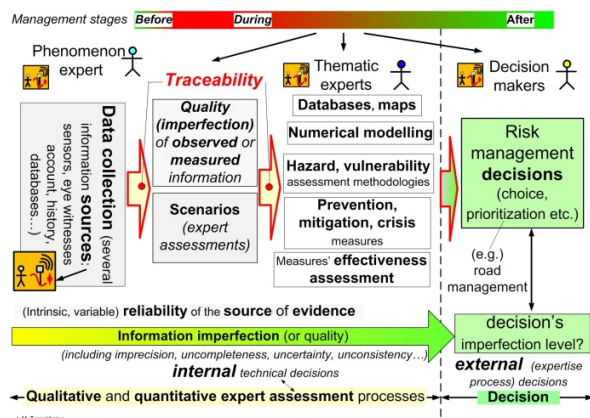 Management stages
Before
During
After
Phenomenon
expert
Traceability
Thematic
experts
Decision
makers
Data collection (several
information sources:
sensors, eye witnesses
account, history,
databases…)
Quality
(imperfection)
of observed or
measured
information
Scenarios
(expert
assessments)
Databases, maps
Numerical modelling
Hazard, vulnerability
assessment methodologies
Prevention,
mitigation, crisis
measures
Measures' effectiveness
assessment
Risk
management
decisions
(choice,
prioritization etc.)
(e.g.)
road
management
(Intrinsic, variable) reliability of the source of evidence
Information imperfection (or quality)
(including imprecision, uncompleteness, uncertainty, unconsistency…)
internal technical decisions
decision's
imperfection level?
external (expertise
process) decisions
Qualitative and quantitative expert assessment processes
Decision